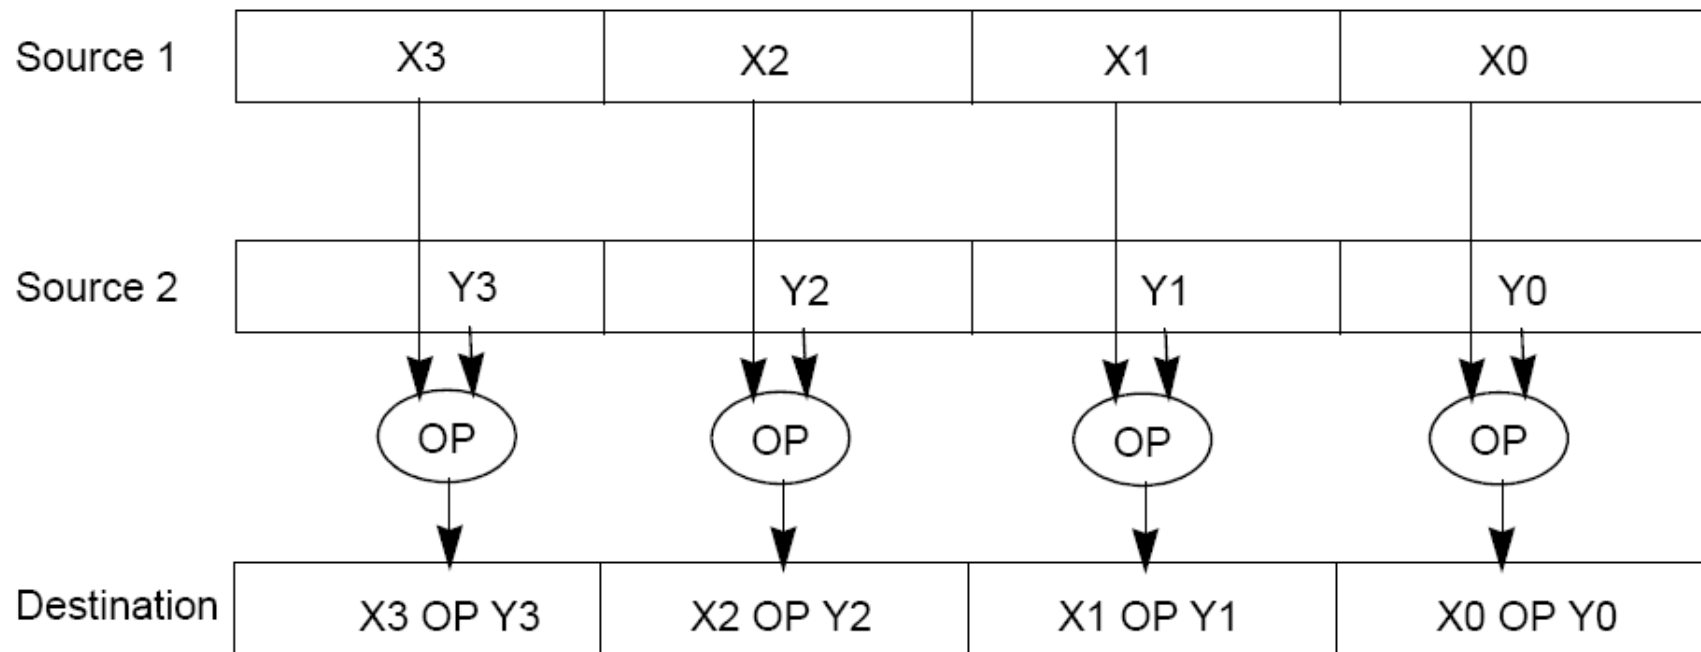 Source 1 X3 X2 X1 X0
Source 2 Y3 Y2 Y1 Y0
OP OP OP OP
Destination X3 OP Y3 X2 OP Y2 X1 OP Y1 X0 OP Y0